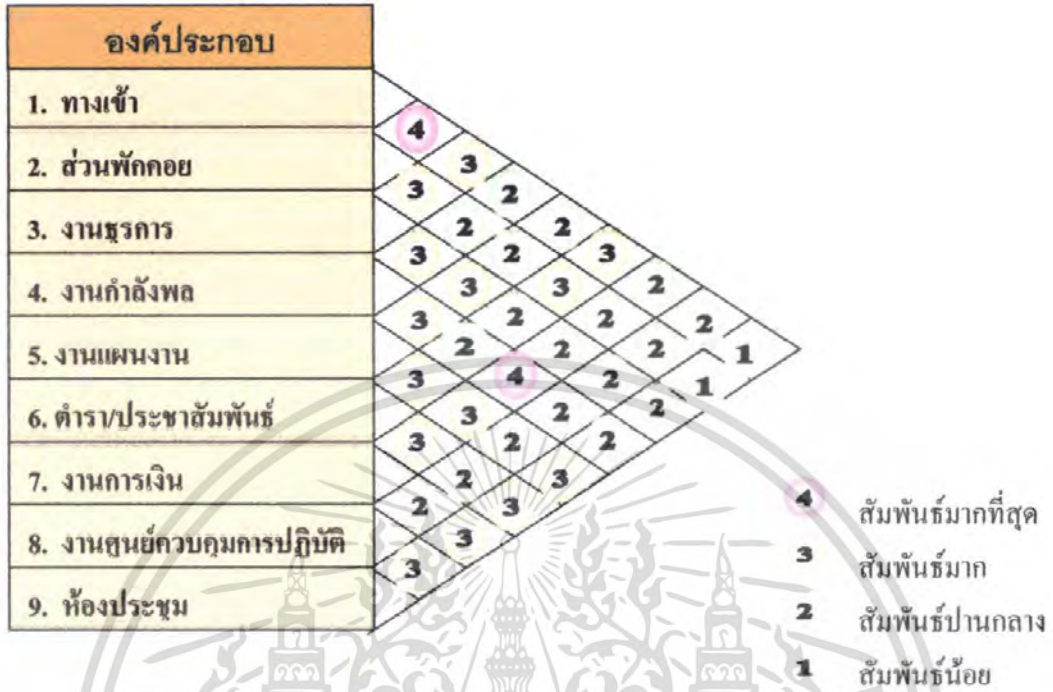 องค์ประกอบ
1. ทางเข้า
2. ส่วนพักคอย
3. งานธุรการ
4. งานกำลังพล
5. งานแผนงาน
6. ตำรา/ประชาสัมพันธ์
7. งานการเงิน
8. งานศูนย์ควบคุมการปฏิบัติ
9. ห้องประชุม
4
3
3 2
2 2
3 2 3
3 3 2
3 2 2 2
2 2 2 1
3 4 2 1
3 2 2
3 2 2
2 3
2 3
3
3
4 สัมพันธ์มากที่สุด
3 สัมพันธ์มาก
2 สัมพันธ์ปานกลาง
1 สัมพันธ์น้อย